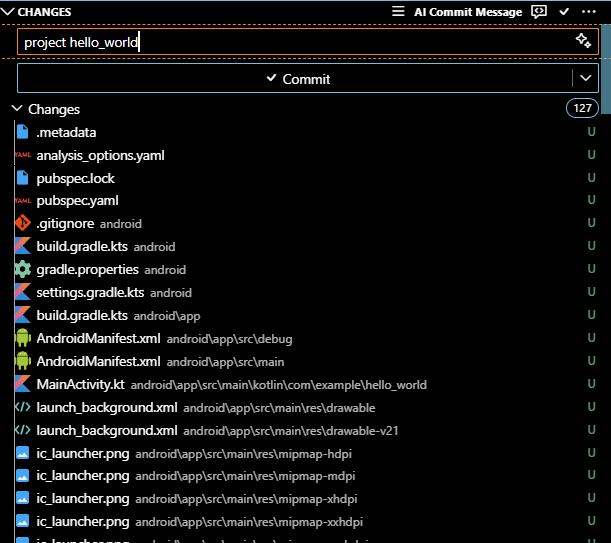 CHANGES AI Commit Message
project hello_world
Commit
Changes 127
.metadata U
YAML analysis_options.yaml U
pubspec.lock U
YAML pubspec.yaml U
.gitignore android U
build.gradle.kts android U
gradle.properties android U
settings.gradle.kts android U
build.gradle.kts android\app U
AndroidManifest.xml android\app\src\debug U
AndroidManifest.xml android\app\src\main U
MainActivity.kt android\app\src\main\kotlin\com\example\hello_world U
launch_background.xml android\app\src\main\res\drawable U
launch_background.xml android\app\src\main\res\drawable-v21 U
ic_launcher.png android\app\src\main\res\mipmap-hdpi U
ic_launcher.png android\app\src\main\res\mipmap-mdpi U
ic_launcher.png android\app\src\main\res\mipmap-xhdpi U
ic_launcher.png android\app\src\main\res\mipmap-xxhdpi U